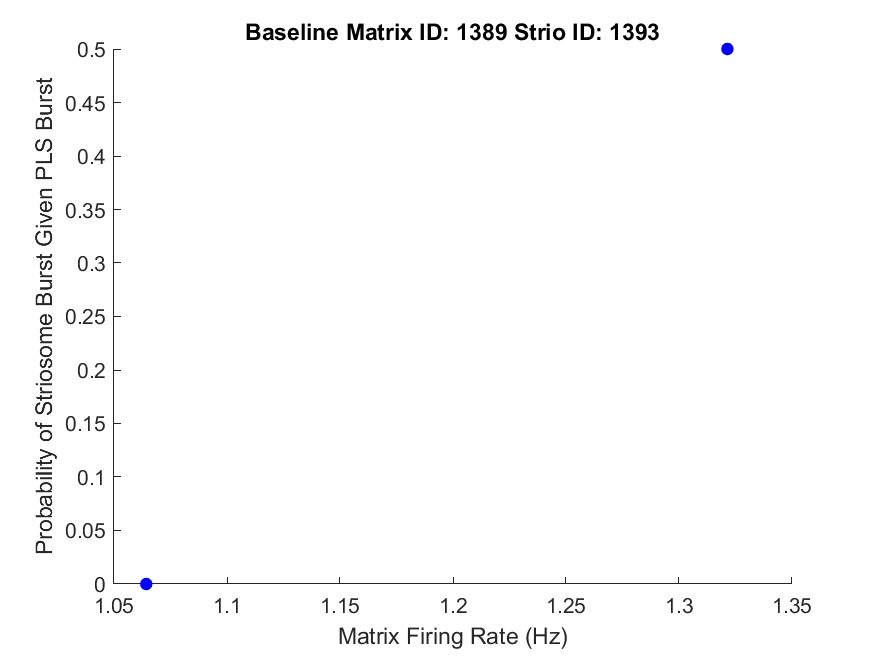 Baseline Matrix ID: 1389 Strio ID: 1393
Probability of Striosome Burst Given PLS Burst
0.5
0.45
0.4
0.35
0.3
0.25
0.2
0.15
0.1
0.05
0
1.05 1.1 1.15 1.2 1.25 1.3 1.35
Matrix Firing Rate (Hz)